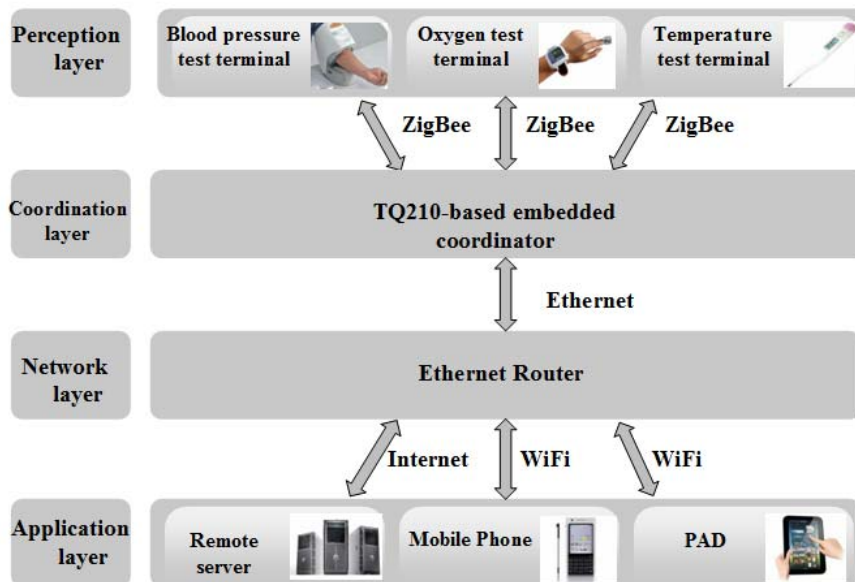 Perception
layer
Blood pressure
test terminal
Oxygen test
terminal
Temperature
test terminal
ZigBee
ZigBee
ZigBee
Coordination
layer
TQ210-based embedded
coordinator
Ethernet
Network
layer
Ethernet Router
Internet
WiFi
WiFi
Application
layer
Remote
server
Mobile Phone
PAD